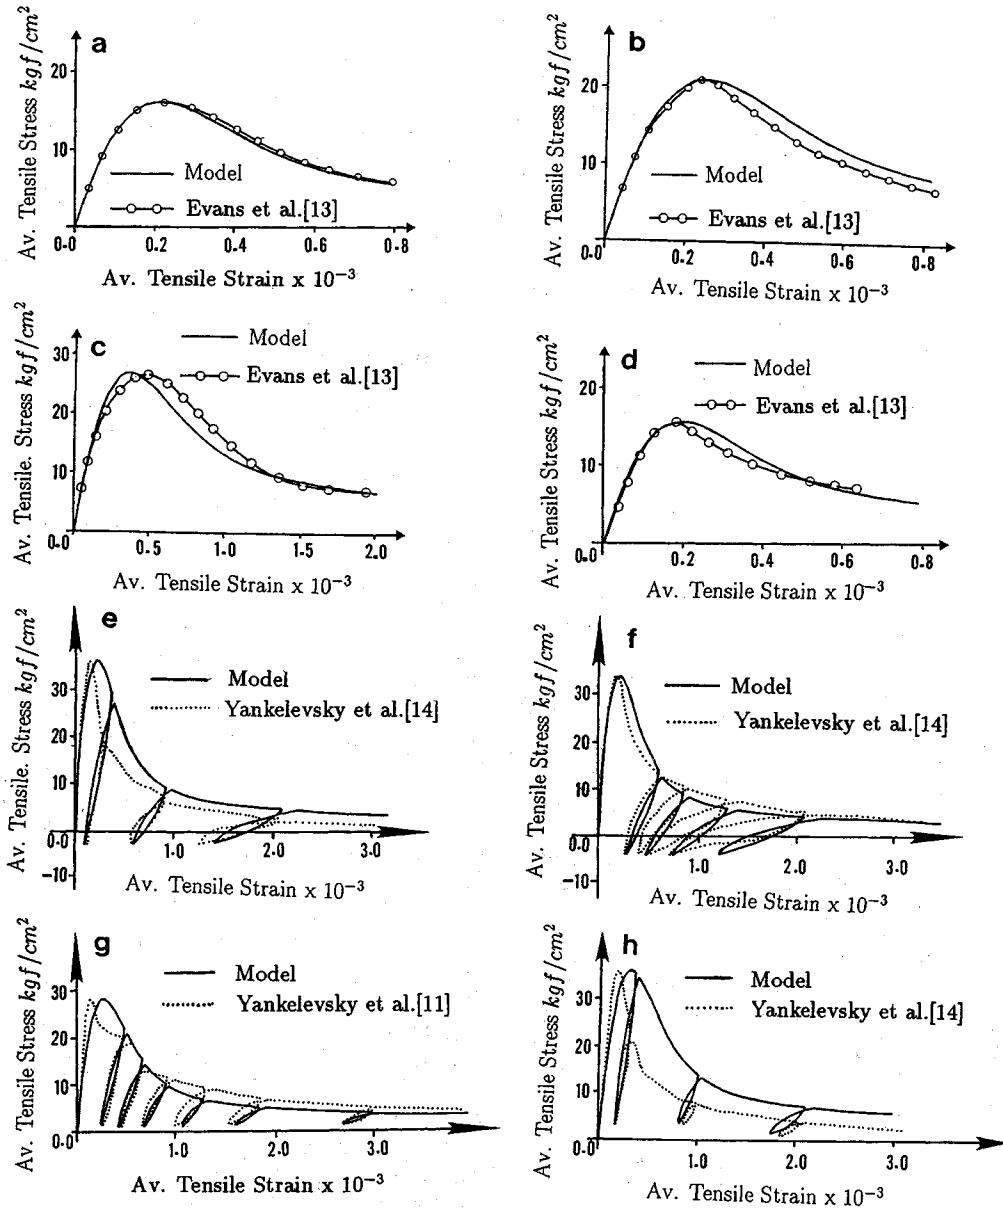 a
Av. Tensile Stress kgf/cm²
20
10
0.0
0.2
0.4
0.6
0.8
Model
Evans et al.[13]
Av. Tensile Strain x 10⁻³
b
Av. Tensile Stress kgf/cm²
20
10
0.0
0.2
0.4
0.6
0.8
Model
Evans et al.[13]
Av. Tensile Strain x 10⁻³
c
Av. Tensile. Stress kgf/cm²
30
20
10
0.0
0.5
1.0
1.5
2.0
Model
Evans et al.[13]
Av. Tensile Strain x 10⁻³
d
Av. Tensile Stress kgf/cm²
20
10
0.0
0.2
0.4
0.6
0.8
Model
Evans et al.[13]
Av. Tensile Strain x 10⁻³
e
Av. Tensile. Stress kgf/cm²
30
20
10
0.0
-10
1.0
2.0
3.0
Model
Yankelevsky et al.[14]
Av. Tensile Strain x 10⁻³
f
Av. Tensile Stress kgf/cm²
30
20
10
0.0
-10
1.0
2.0
3.0
Model
Yankelevsky et al.[14]
Av. Tensile Strain x 10⁻³
g
Av. Tensile Stress kgf/cm²
30
20
10
0.0
1.0
2.0
3.0
Model
Yankelevsky et al.[11]
Av. Tensile Strain x 10⁻³
h
Av. Tensile Stress kgf/cm²
30
20
10
0.0
1.0
2.0
3.0
Model
Yankelevsky et al.[14]
Av. Tensile Strain x 10⁻³